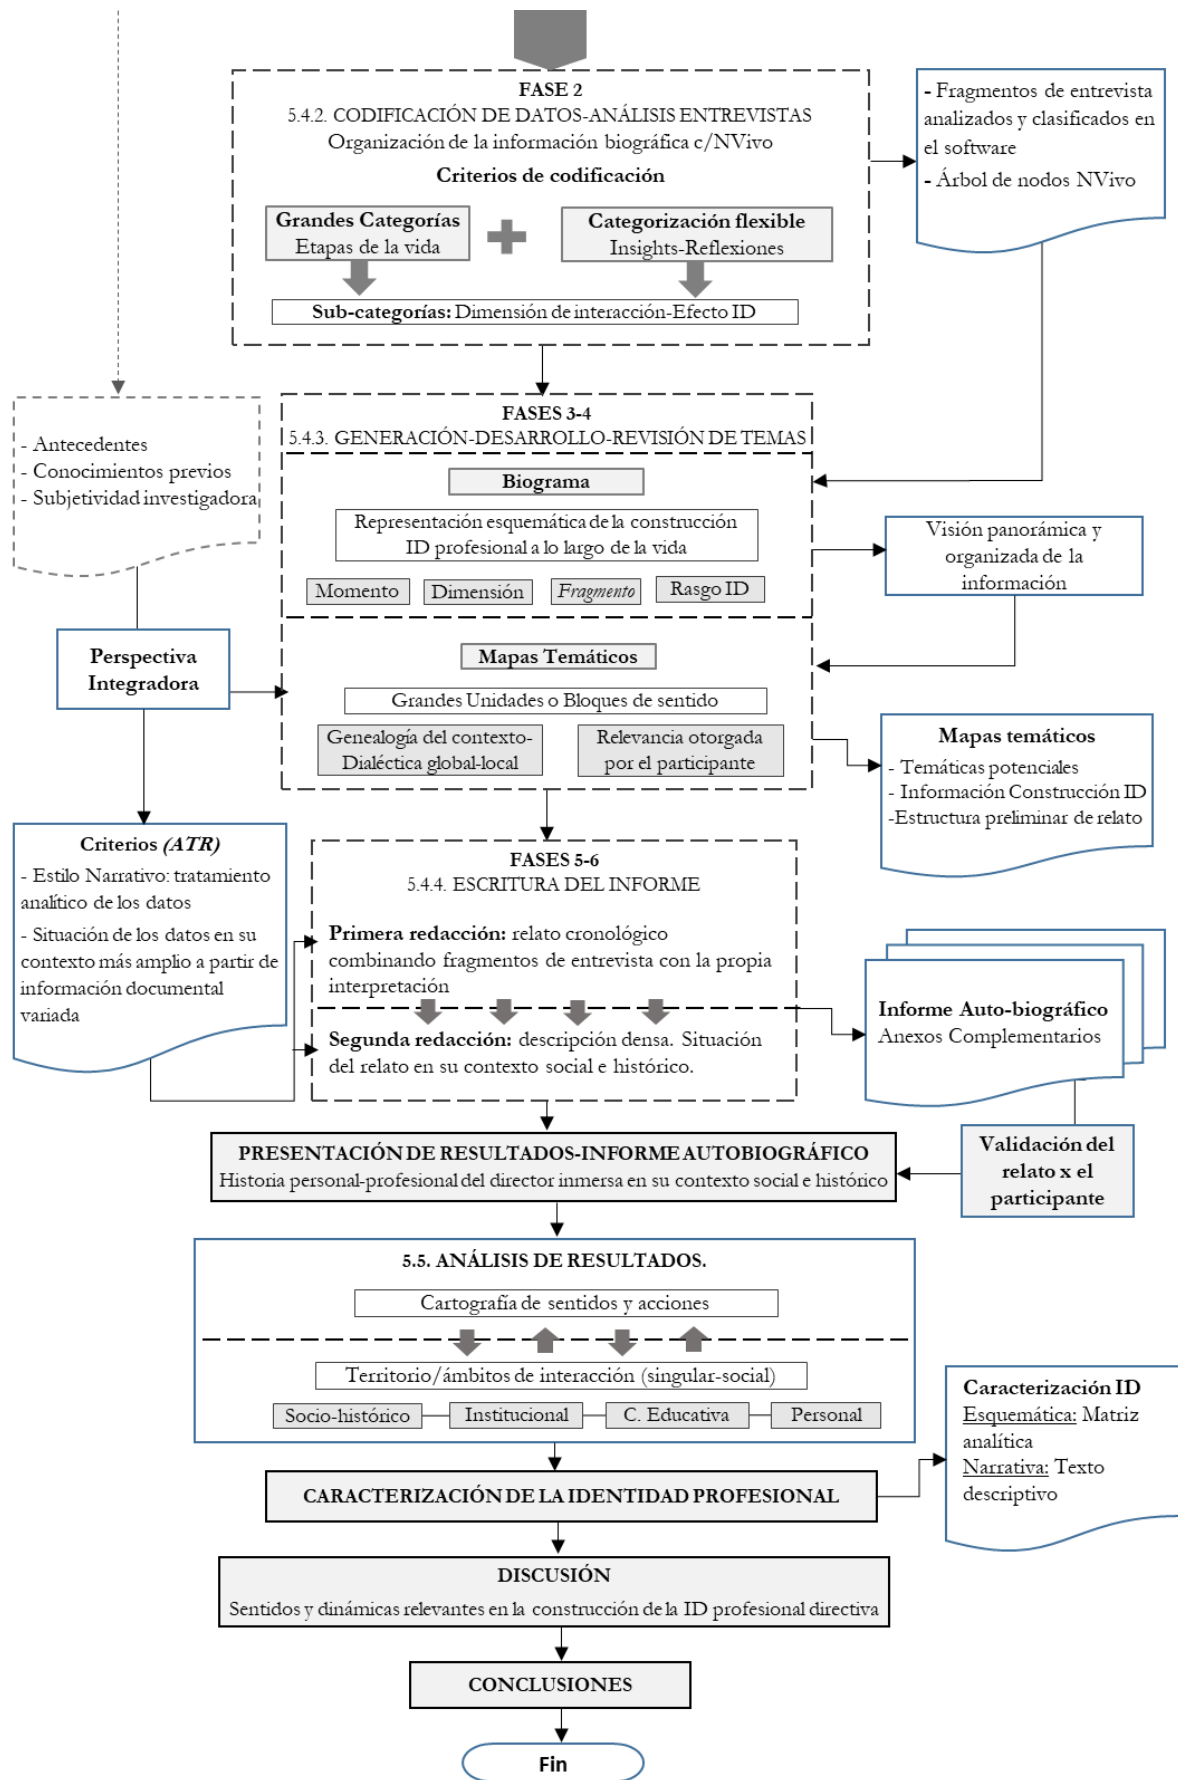 FASE 2
5.4.2. CODIFICACIÓN DE DATOS-ANÁLISIS ENTREVISTAS
Organización de la información biográfica c/NVivo
Criterios de codificación
Grandes Categorías
Etapas de la vida
Categorización flexible
Insights-Reflexiones
Sub-categorías: Dimensión de interacción-Efecto ID
- Fragmentos de entrevista
analizados y clasificados en
el software
- Árbol de nodos NVivo
- Antecedentes
- Conocimientos previos
- Subjetividad investigadora
FASES 3-4
5.4.3. GENERACIÓN-DESARROLLO-REVISIÓN DE TEMAS
Biograma
Representación esquemática de la construcción
ID profesional a lo largo de la vida
Momento
Dimensión
Fragmento
Rasgo ID
Visión panorámica y
organizada de la
información
Perspectiva
Integradora
Mapas Temáticos
Grandes Unidades o Bloques de sentido
Genealogía del contexto-
Dialéctica global-local
Relevancia otorgada
por el participante
Mapas temáticos
- Temáticas potenciales
- Información Construcción ID
-Estructura preliminar de relato
Criterios (ATR)
- Estilo Narrativo: tratamiento
analítico de los datos
- Situación de los datos en su
contexto más amplio a partir de
información documental
variada
FASES 5-6
5.4.4. ESCRITURA DEL INFORME
Primera redacción: relato cronológico
combinando fragmentos de entrevista con la propia
interpretación
Segunda redacción: descripción densa. Situación
del relato en su contexto social e histórico.
Informe Auto-biográfico
Anexos Complementarios
PRESENTACIÓN DE RESULTADOS-INFORME AUTOBIOGRÁFICO
Historia personal-profesional del director inmersa en su contexto social e histórico
Validación del
relato x el
participante
5.5. ANÁLISIS DE RESULTADOS.
Cartografía de sentidos y acciones
Territorio/ámbitos de interacción (singular-social)
Socio-histórico
Institucional
C. Educativa
Personal
Caracterización ID
Esquemática: Matriz
analítica
Narrativa: Texto
descriptivo
CARACTERIZACIÓN DE LA IDENTIDAD PROFESIONAL
DISCUSIÓN
Sentidos y dinámicas relevantes en la construcción de la ID profesional directiva
CONCLUSIONES
Fin